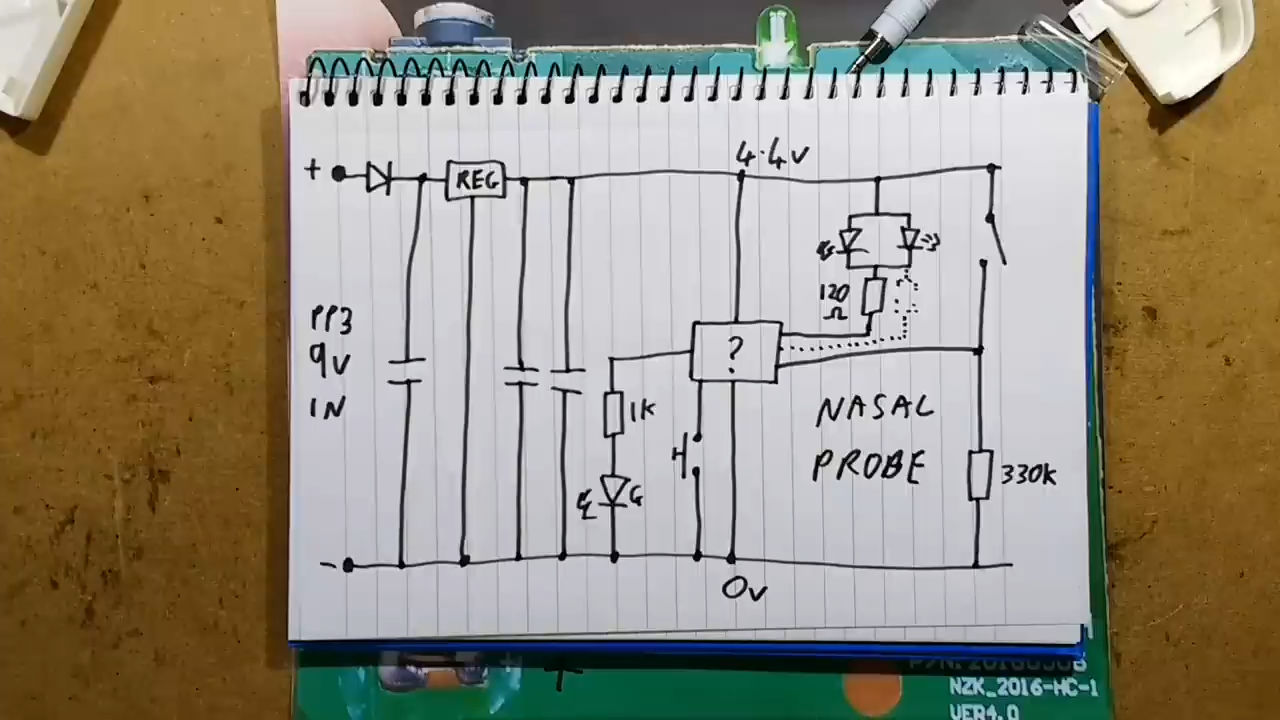 4.4V
+
REG
120
Ω
PP3
9V
IN
?
1K
NASAL
PROBE
G
330K
-
+
0V
NZK_2016-HC-1
VER4.0